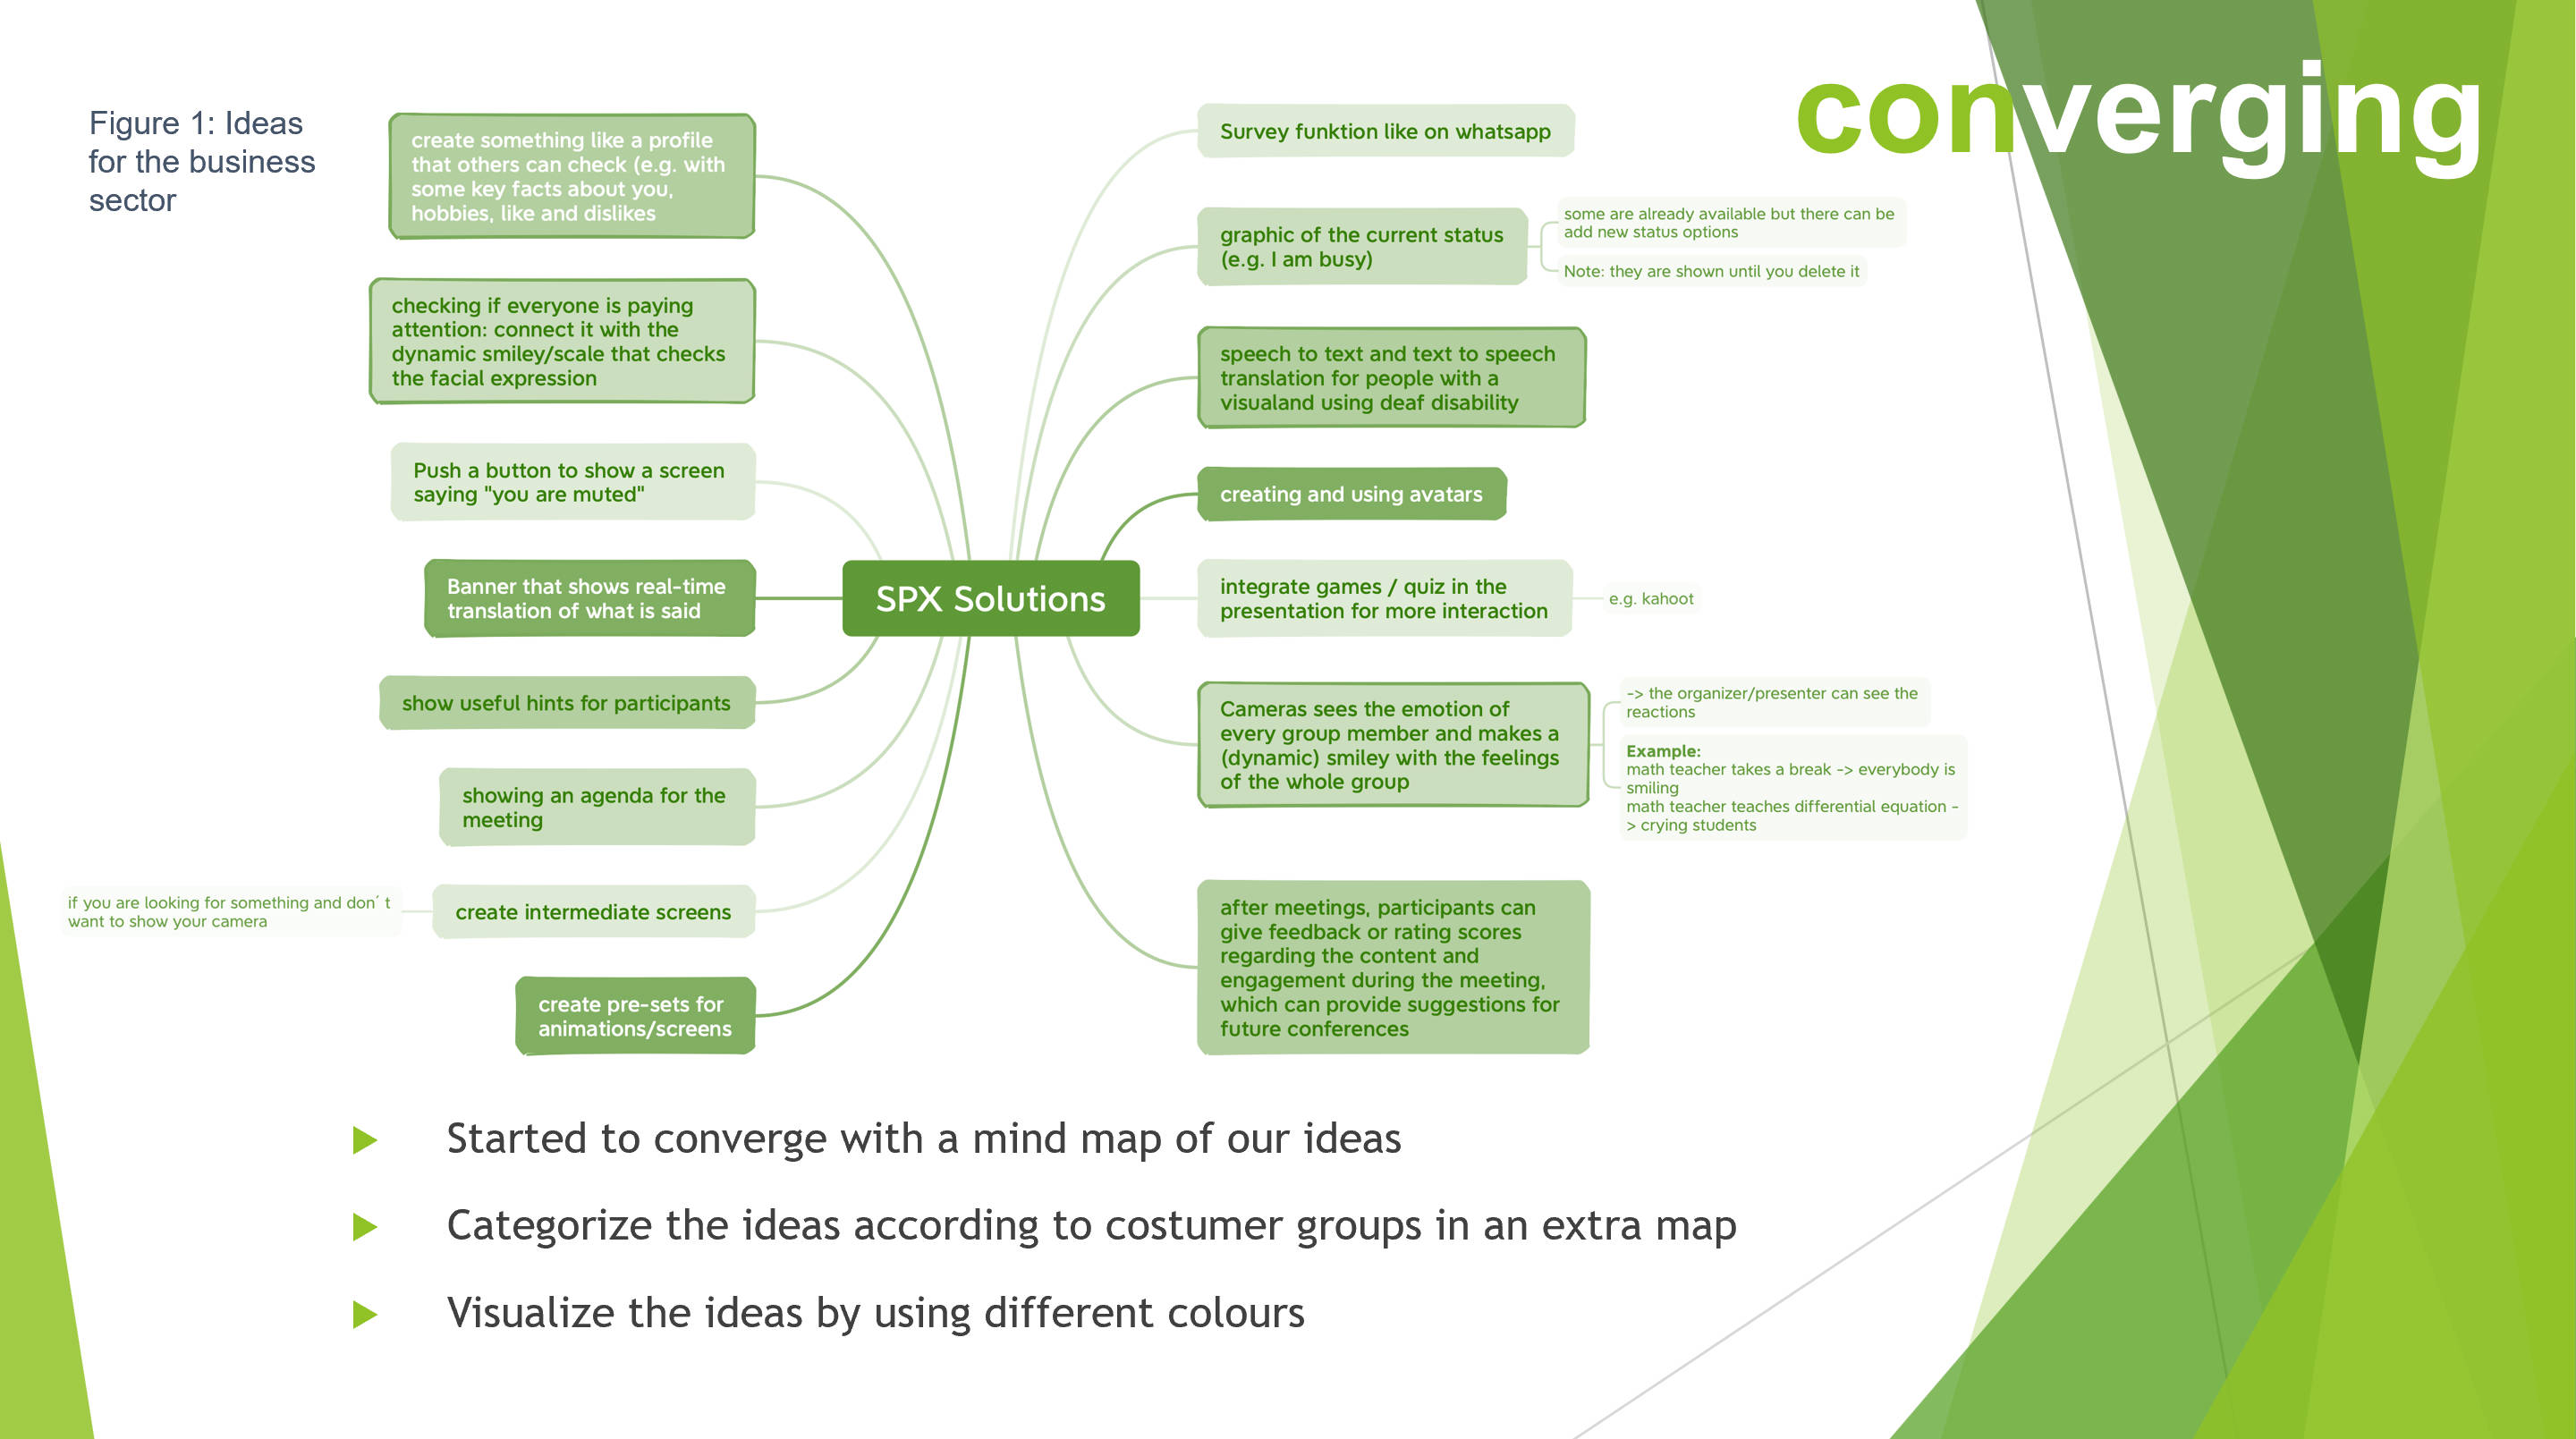 converging
Figure 1: Ideas
for the business
sector
create something like a profile
that others can check (e.g. with
some key facts about you,
hobbies, like and dislikes
checking if everyone is paying
attention: connect it with the
dynamic smiley/scale that checks
the facial expression
Push a button to show a screen
saying "you are muted"
Banner that shows real-time
translation of what is said
show useful hints for participants
showing an agenda for the
meeting
create intermediate screens
if you are looking for something and don´t
want to show your camera
create pre-sets for
animations/screens
SPX Solutions
Survey funktion like on whatsapp
graphic of the current status
(e.g. I am busy)
some are already available but there can be
add new status options
Note: they are shown until you delete it
speech to text and text to speech
translation for people with a
visualand using deaf disability
creating and using avatars
integrate games / quiz in the
presentation for more interaction
e.g. kahoot
Cameras sees the emotion of
every group member and makes a
(dynamic) smiley with the feelings
of the whole group
-> the organizer/presenter can see the
reactions
Example:
math teacher takes a break -> everybody is
smiling
math teacher teaches differential equation -
> crying students
after meetings, participants can
give feedback or rating scores
regarding the content and
engagement during the meeting,
which can provide suggestions for
future conferences
Started to converge with a mind map of our ideas
Categorize the ideas according to costumer groups in an extra map
Visualize the ideas by using different colours